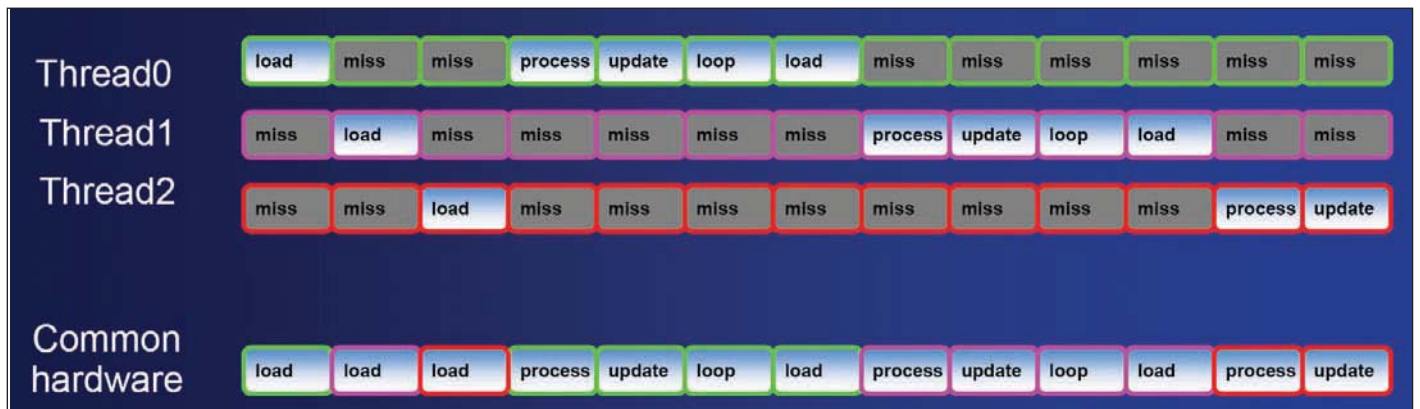 Thread0 load miss miss process update loop load miss miss miss miss miss miss
Thread1 miss load miss miss miss miss miss process update loop load miss miss
Thread2 miss miss load miss miss miss miss miss miss miss miss process update
Common
hardware load load load process update loop load process update loop load process update